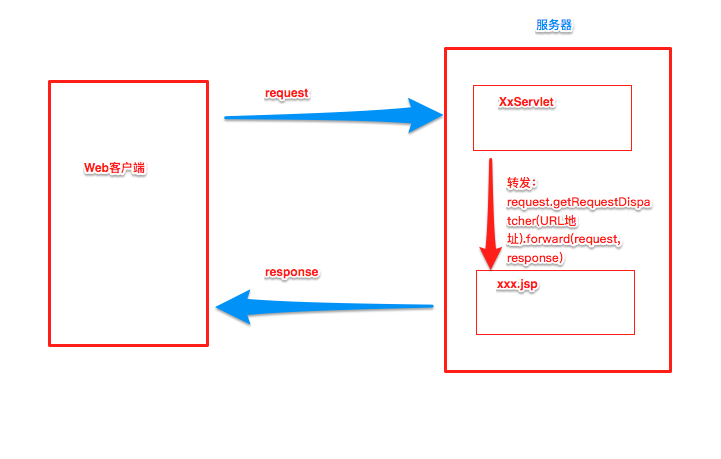 服务器
request
XxServlet
Web客户端
转发：
request.getRequestDispa
tcher(URL地
址).forward(request,
response)
response
xxx.jsp